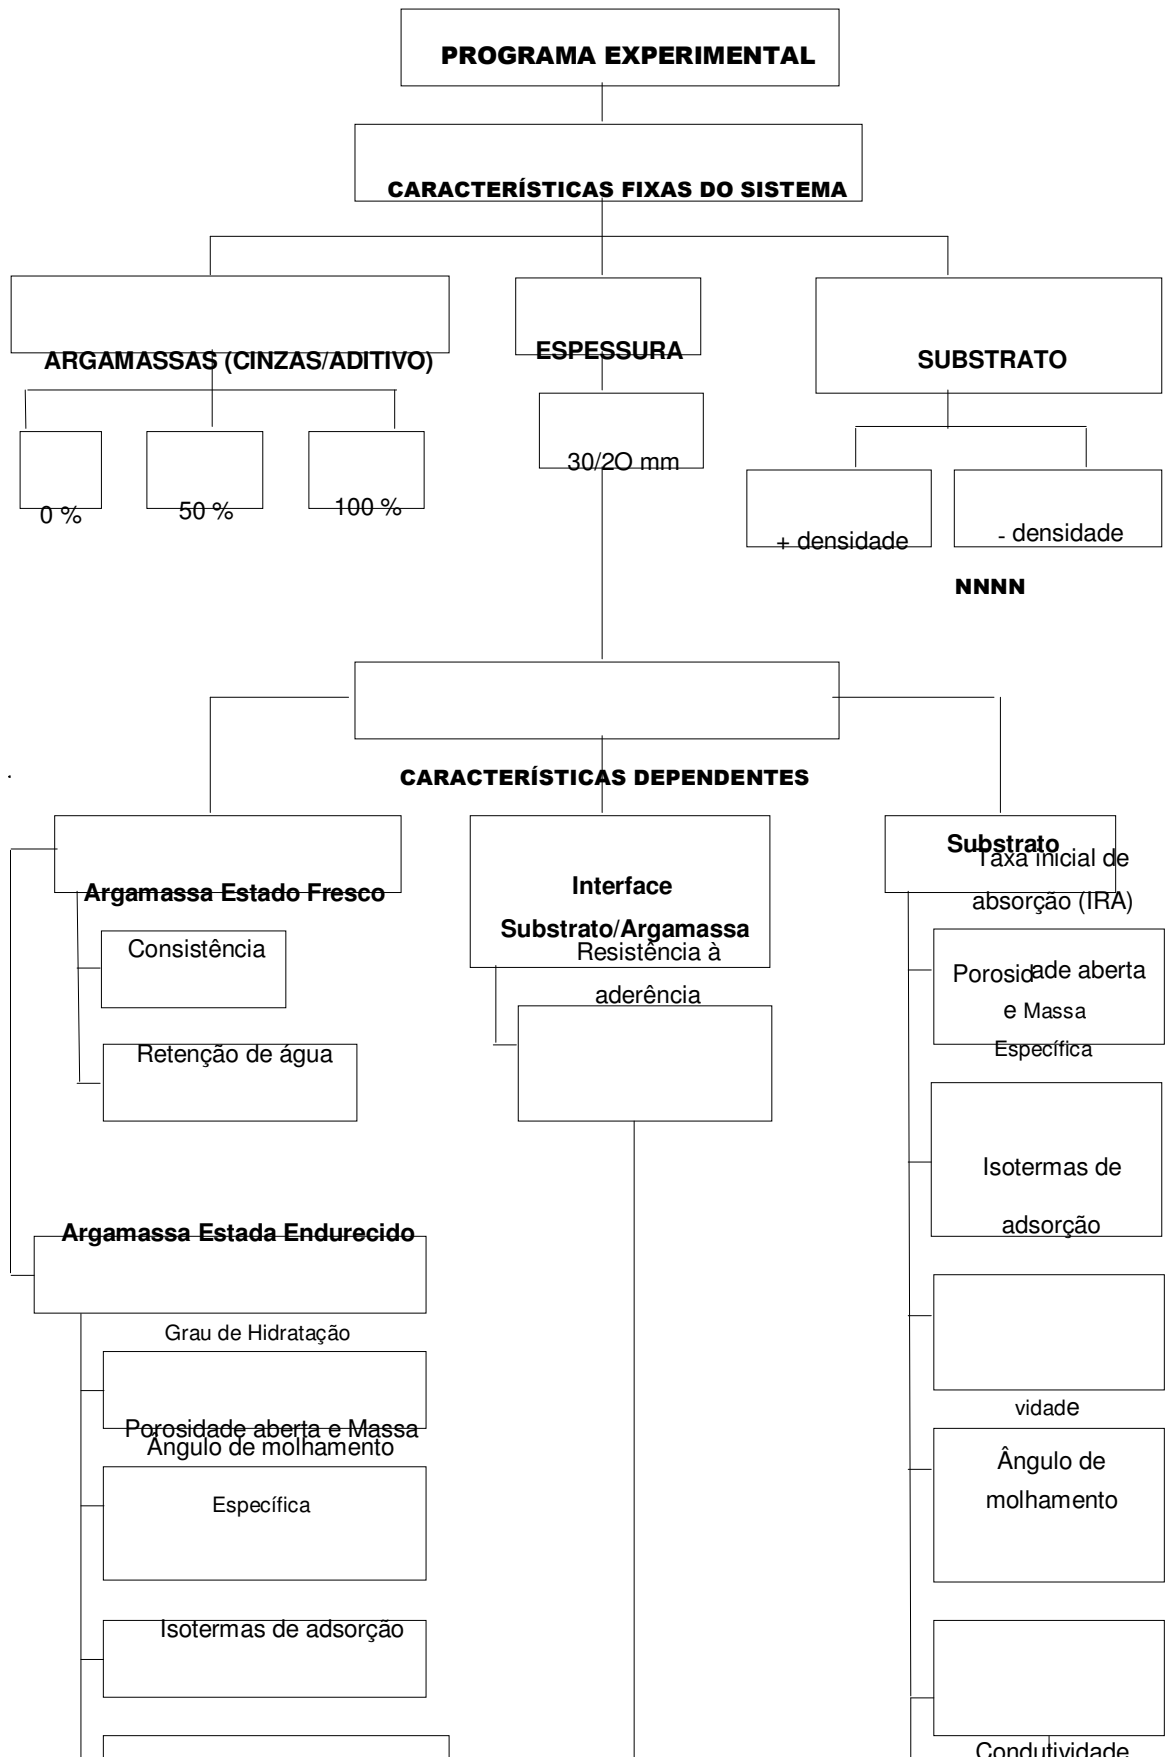 PROGRAMA EXPERIMENTAL
CARACTERÍSTICAS FIXAS DO SISTEMA
ARGAMASSAS (CINZAS/ADITIVO)
ESPESSURA
SUBSTRATO
0 %
50 %
100 %
30/2O mm
+ densidade
- densidade
NNNN
.
CARACTERÍSTICAS DEPENDENTES
Argamassa Estado Fresco
Consistência
Retenção de água
Interface
Substrato/Argamassa
Resistência à
aderência
Substrato
Taxa inicial de
absorção (IRA)
Porosidade aberta
e Massa
Específica
Isotermas de
adsorção
vidade
Ângulo de
molhamento
Condutividade
Argamassa Estada Endurecido
Grau de Hidratação
Porosidade aberta e Massa
Ângulo de molhamento
Específica
Isotermas de adsorção